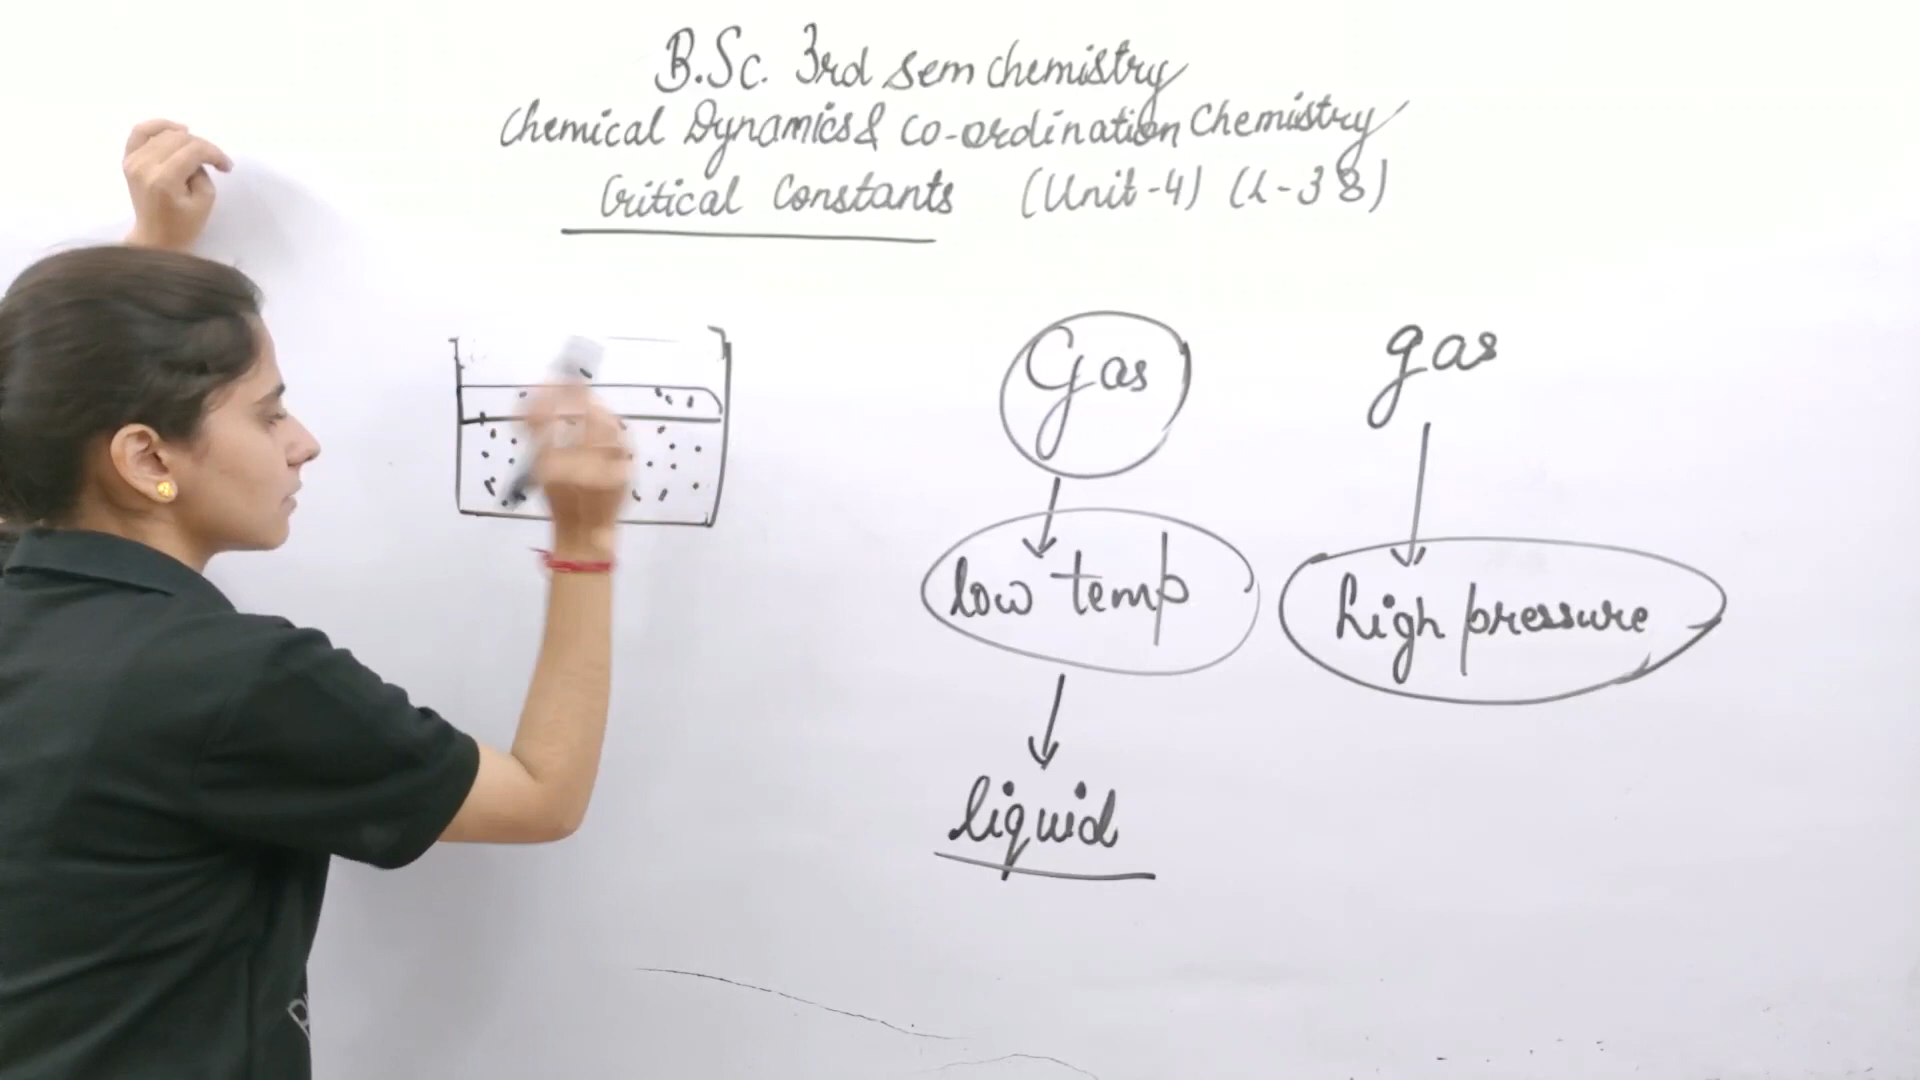 B.Sc. 3rd sem chemistry
Chemical Dynamics & Co-ordination Chemistry
Critical Constants (Unit-4) (L-38)
Gas
gas
low temp
high pressure
liquid